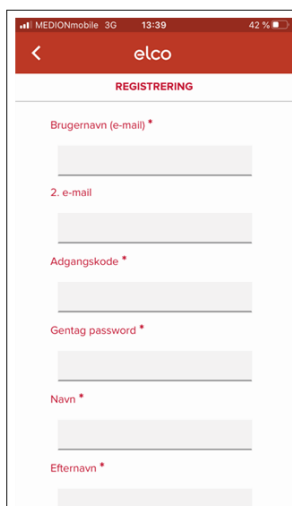 MEDIONmobile 3G 13:39 42 %
elco
REGISTRERING
Brugernavn (e-mail) *
2. e-mail
Adgangskode *
Gentag password *
Navn *
Efternavn *